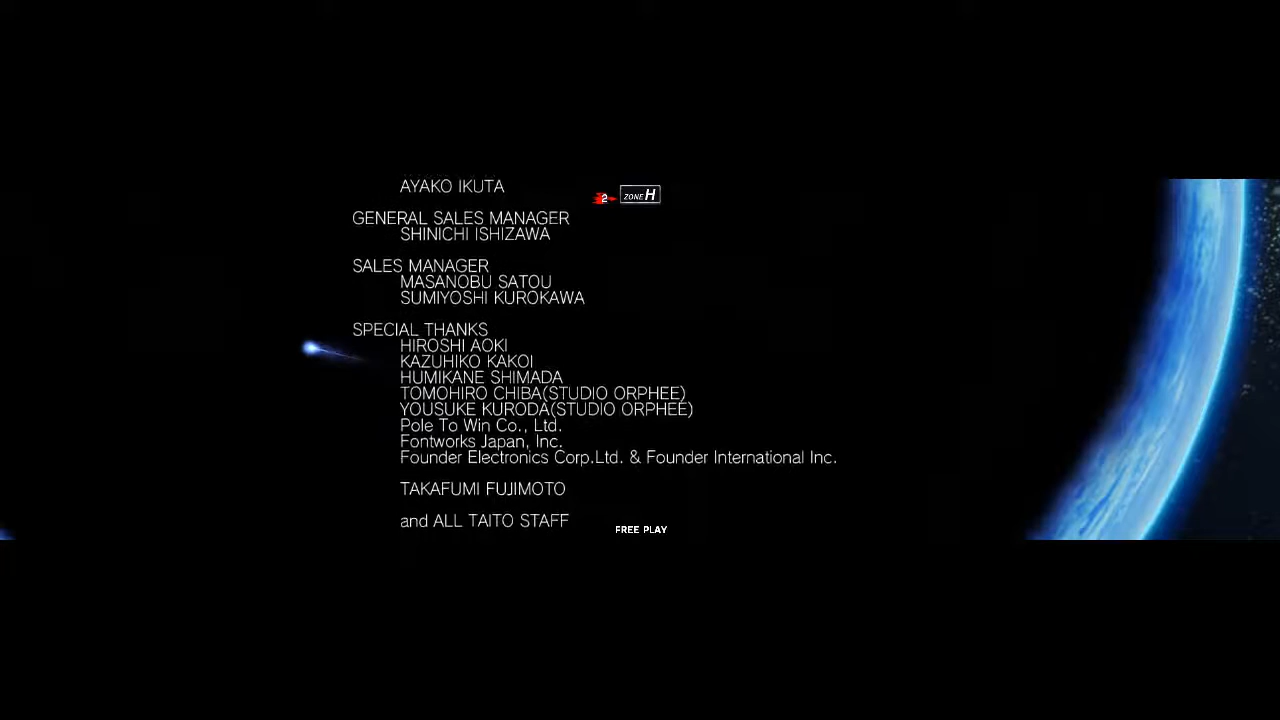 AYAKO IKUTA
2 ZONE H
GENERAL SALES MANAGER
SHINICHI ISHIZAWA
SALES MANAGER
MASANOBU SATOU
SUMIYOSHI KUROKAWA
SPECIAL THANKS
HIROSHI AOKI
KAZUHIKO KAKOI
HUMIKANE SHIMADA
TOMOHIRO CHIBA(STUDIO ORPHEE)
YOUSUKE KURODA(STUDIO ORPHEE)
Pole To Win Co., Ltd.
Fontworks Japan, Inc.
Founder Electronics Corp.Ltd. & Founder International Inc.
TAKAFUMI FUJIMOTO
and ALL TAITO STAFF
FREE PLAY